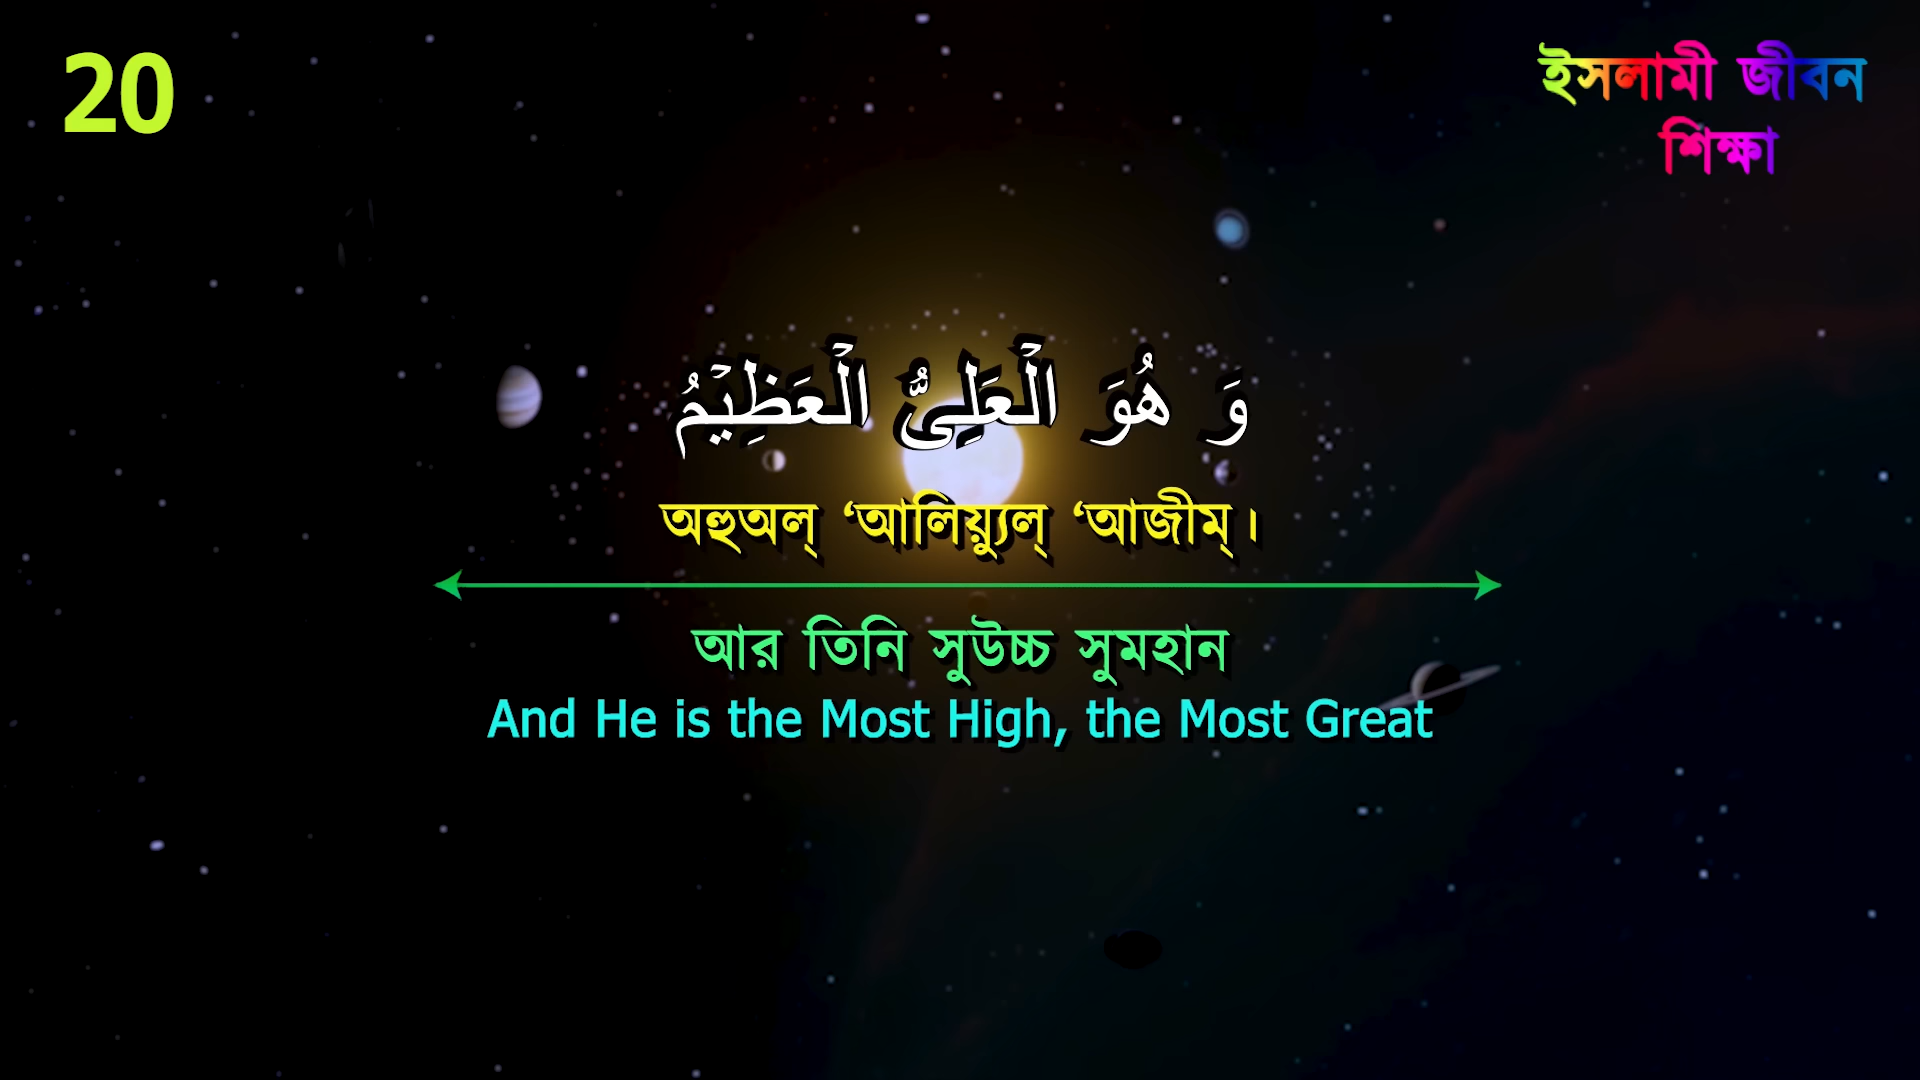 20
ইসলামী জীবন
শিক্ষা
وَ هُوَ الۡعَلِیُّ الۡعَظِیۡمُ
অহুঅল্ ‘আলিয়্যুল্ ‘আজীম্।
আর তিনি সুউচ্চ সুমহান
And He is the Most High, the Most Great